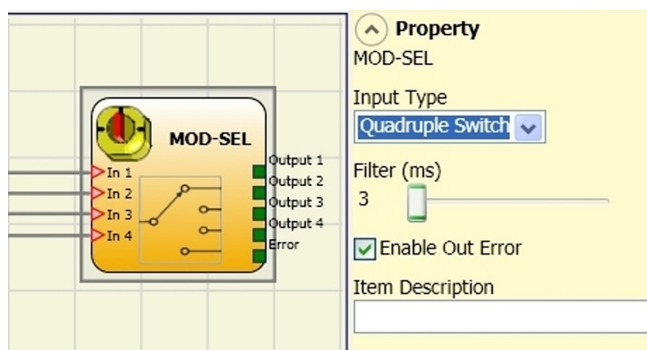 MOD-SEL
In 1
In 2
In 3
In 4
Output 1
Output 2
Output 3
Output 4
Error
Property
MOD-SEL
Input Type
Quadruple Switch
Filter (ms)
3
Enable Out Error
Item Description